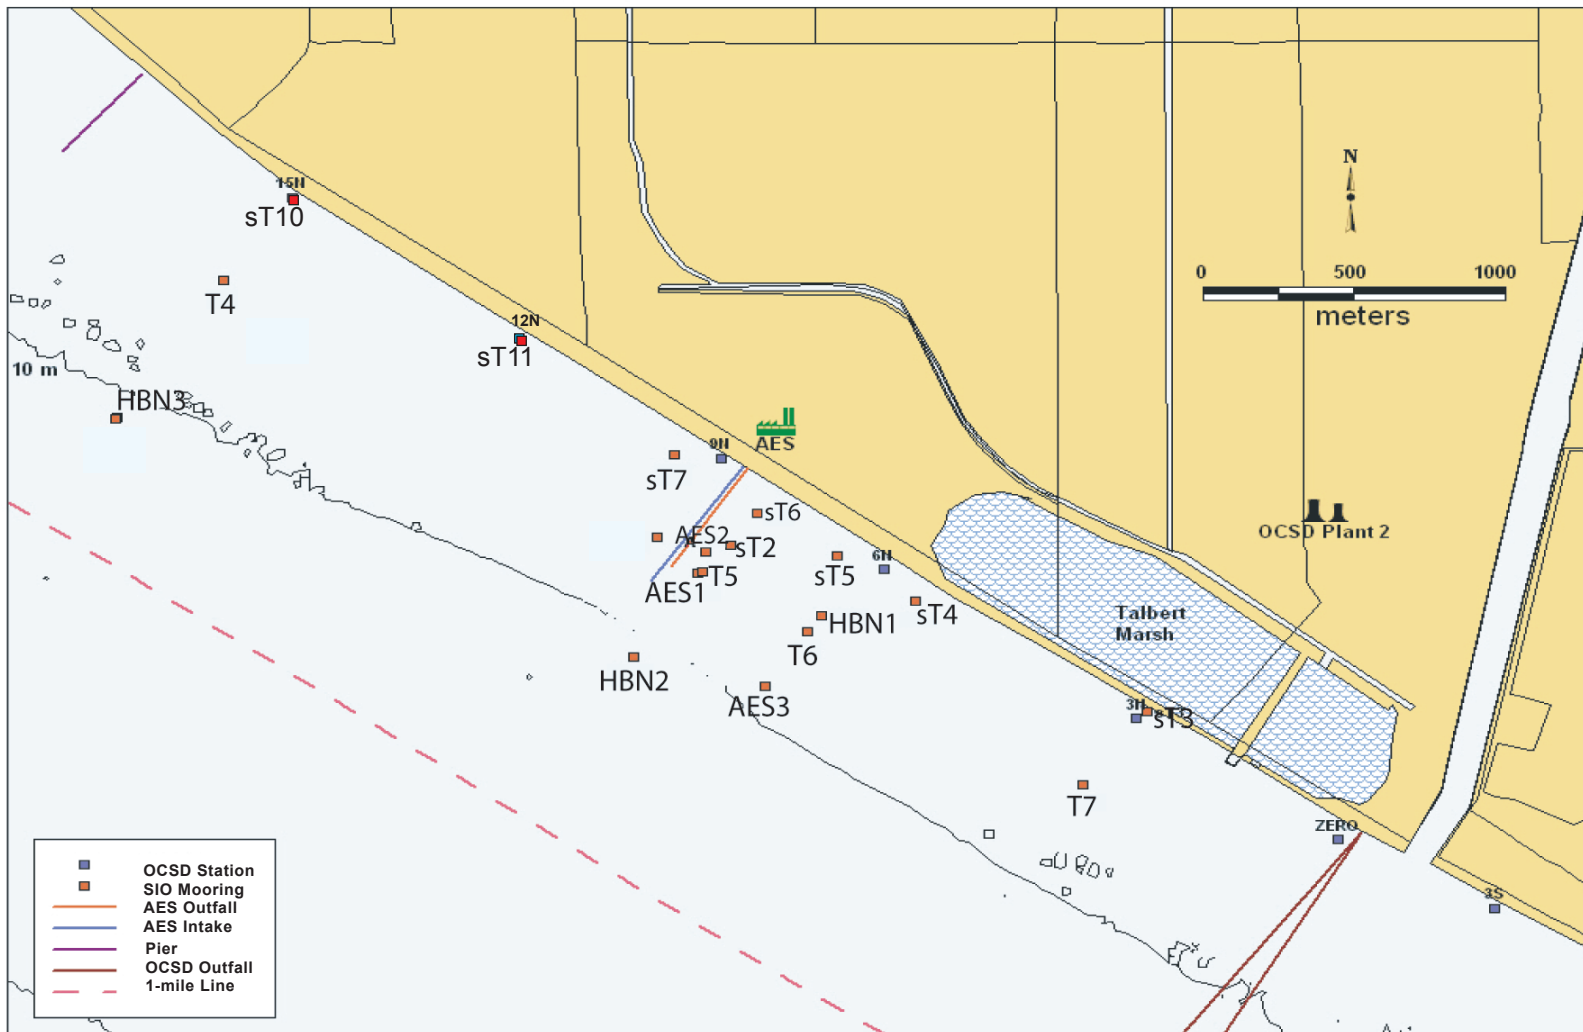 N
0 500 1000
meters
15N
sT10
T4
12N
sT11
10 m
HBN3
AES
9N
sT7
sT6
AES2
sT2
OCSD Plant 2
6N
sT5
T5
AES1
sT4
HBN1
Talbert
Marsh
T6
HBN2
AES3
3N
sT3
T7
ZERO
3S
OCSD Station
SIO Mooring
AES Outfall
AES Intake
Pier
OCSD Outfall
1-mile Line